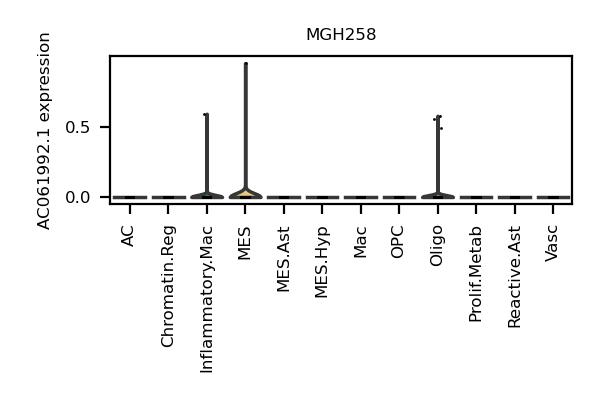 MGH258
AC061992.1 expression
0.5
0.0
AC
Chromatin.Reg
Inflammatory.Mac
MES
MES.Ast
MES.Hyp
Mac
OPC
Oligo
Prolif.Metab
Reactive.Ast
Vasc